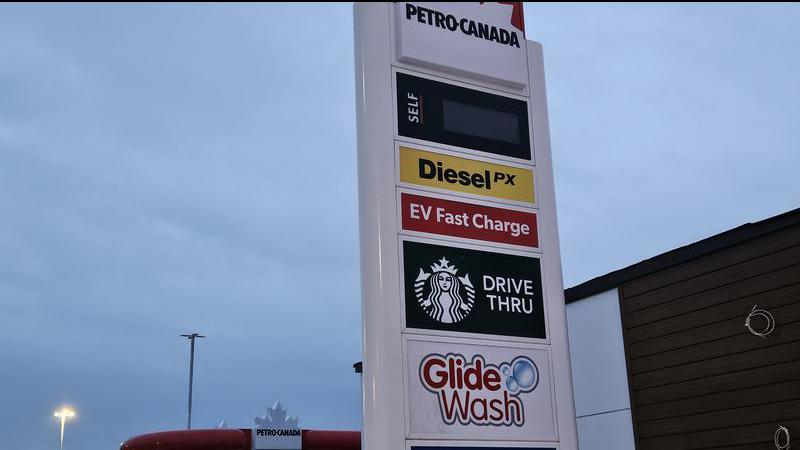 PETRO-CANADA
SELF
Diesel PX
EV Fast Charge
DRIVE
THRU
Glide
Wash
PETRO-CANADA